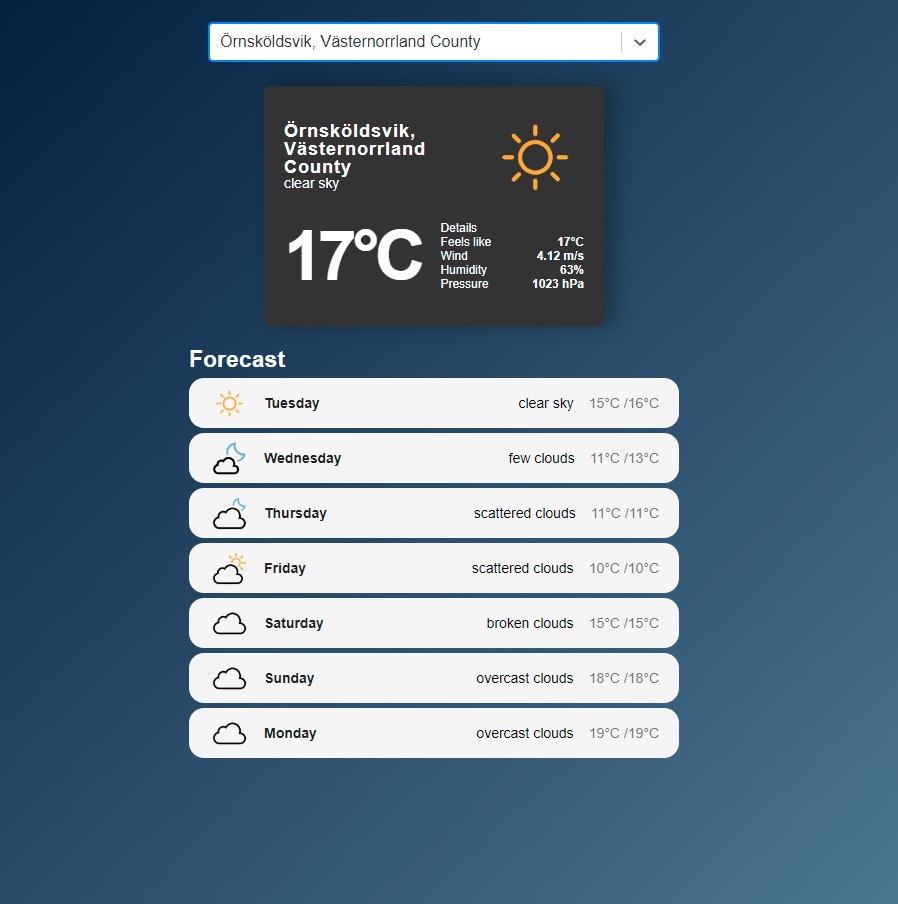 Örnsköldsvik, Västernorrland County
Örnsköldsvik,
Västernorrland
County
clear sky
17°C
Details
Feels like 17°C
Wind 4.12 m/s
Humidity 63%
Pressure 1023 hPa
Forecast
Tuesday clear sky 15°C /16°C
Wednesday few clouds 11°C /13°C
Thursday scattered clouds 11°C /11°C
Friday scattered clouds 10°C /10°C
Saturday broken clouds 15°C /15°C
Sunday overcast clouds 18°C /18°C
Monday overcast clouds 19°C /19°C